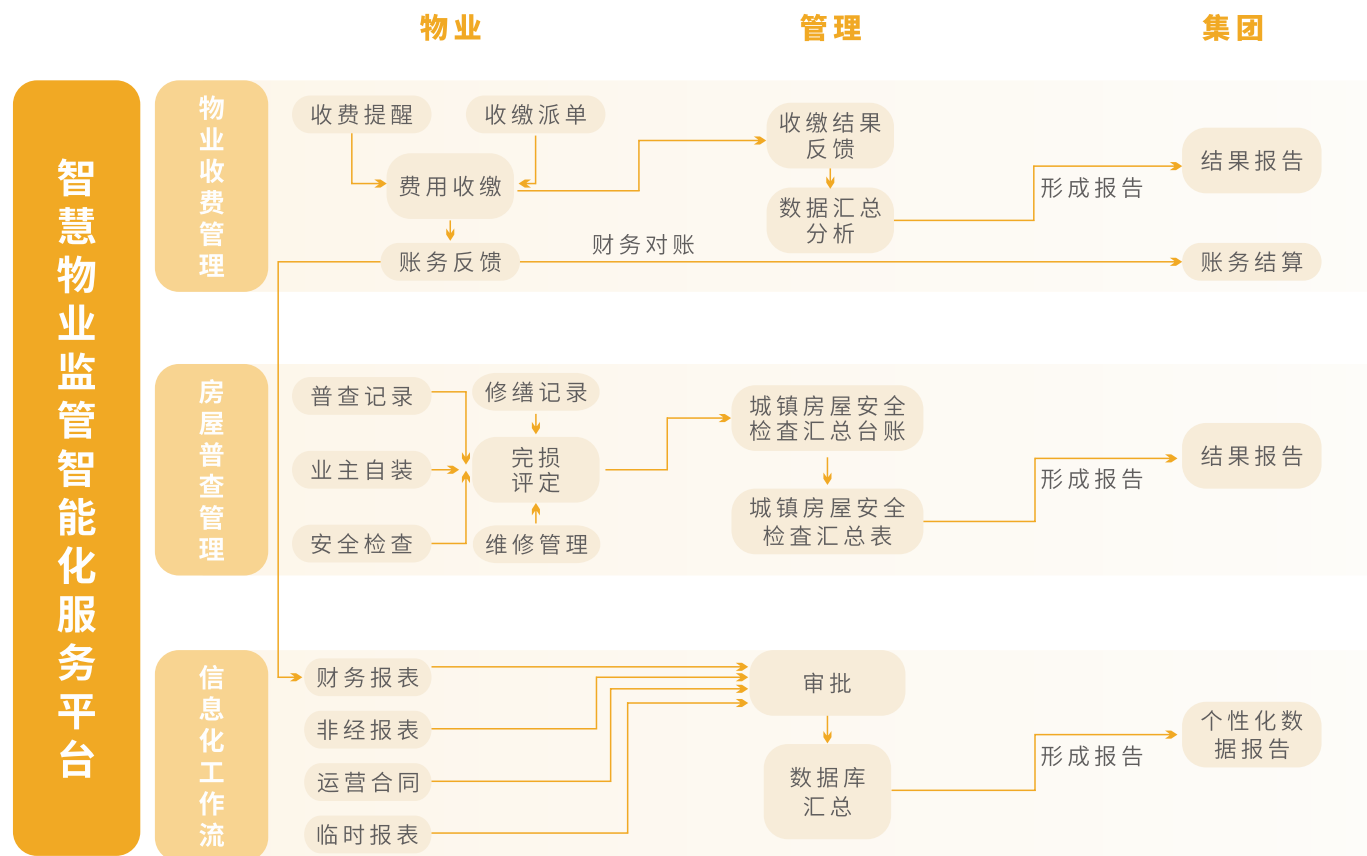 物业
管理
集团
智慧物业监管智能化服务平台
物业收费管理
收费提醒
收缴派单
费用收缴
账务反馈
收缴结果
反馈
数据汇总
分析
财务对账
形成报告
结果报告
账务结算
房屋普查管理
普查记录
业主自装
安全检查
修缮记录
完损
评定
维修管理
城镇房屋安全
检查汇总台账
城镇房屋安全
检查汇总表
形成报告
结果报告
信息化工作流
财务报表
非经报表
运营合同
临时报表
审批
数据库
汇总
形成报告
个性化数
据报告